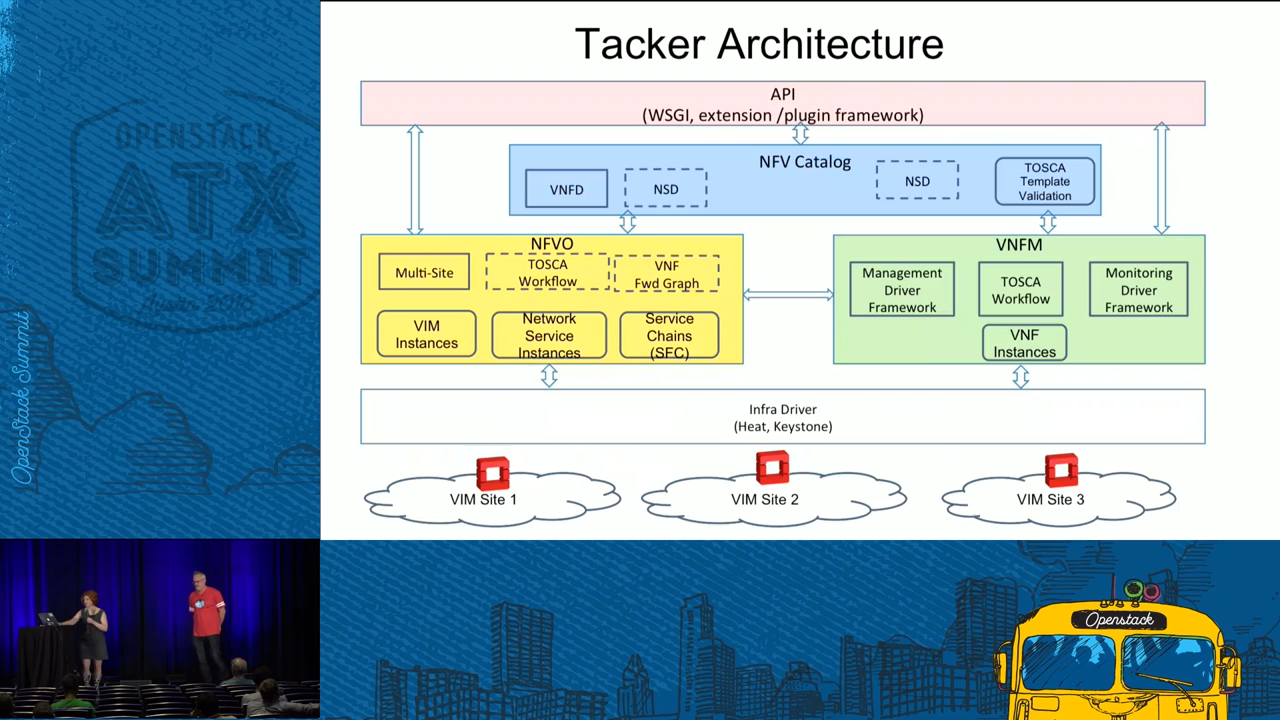 Tacker Architecture
API
(WSGI, extension /plugin framework)
NFV Catalog
VNFD
NSD
NSD
TOSCA
Template
Validation
NFVO
Multi-Site
TOSCA
Workflow
VNF
Fwd Graph
VIM
Instances
Network
Service
Instances
Service
Chains
(SFC)
VNFM
Management
Driver
Framework
TOSCA
Workflow
Monitoring
Driver
Framework
VNF
Instances
Infra Driver
(Heat, Keystone)
VIM Site 1
VIM Site 2
VIM Site 3
OPENSTACK
ATX
SUMMIT
OpenStack Summit
Openstack